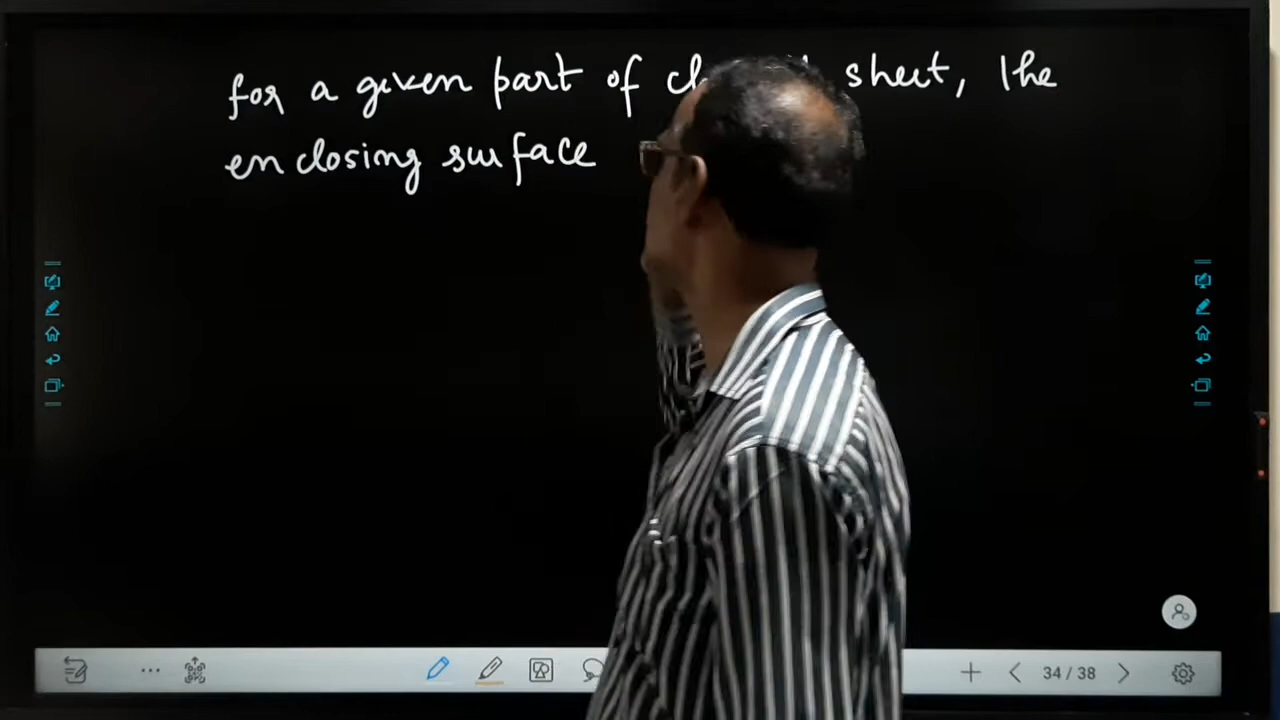 for a given part of sheet, the
enclosing surface
34 / 38